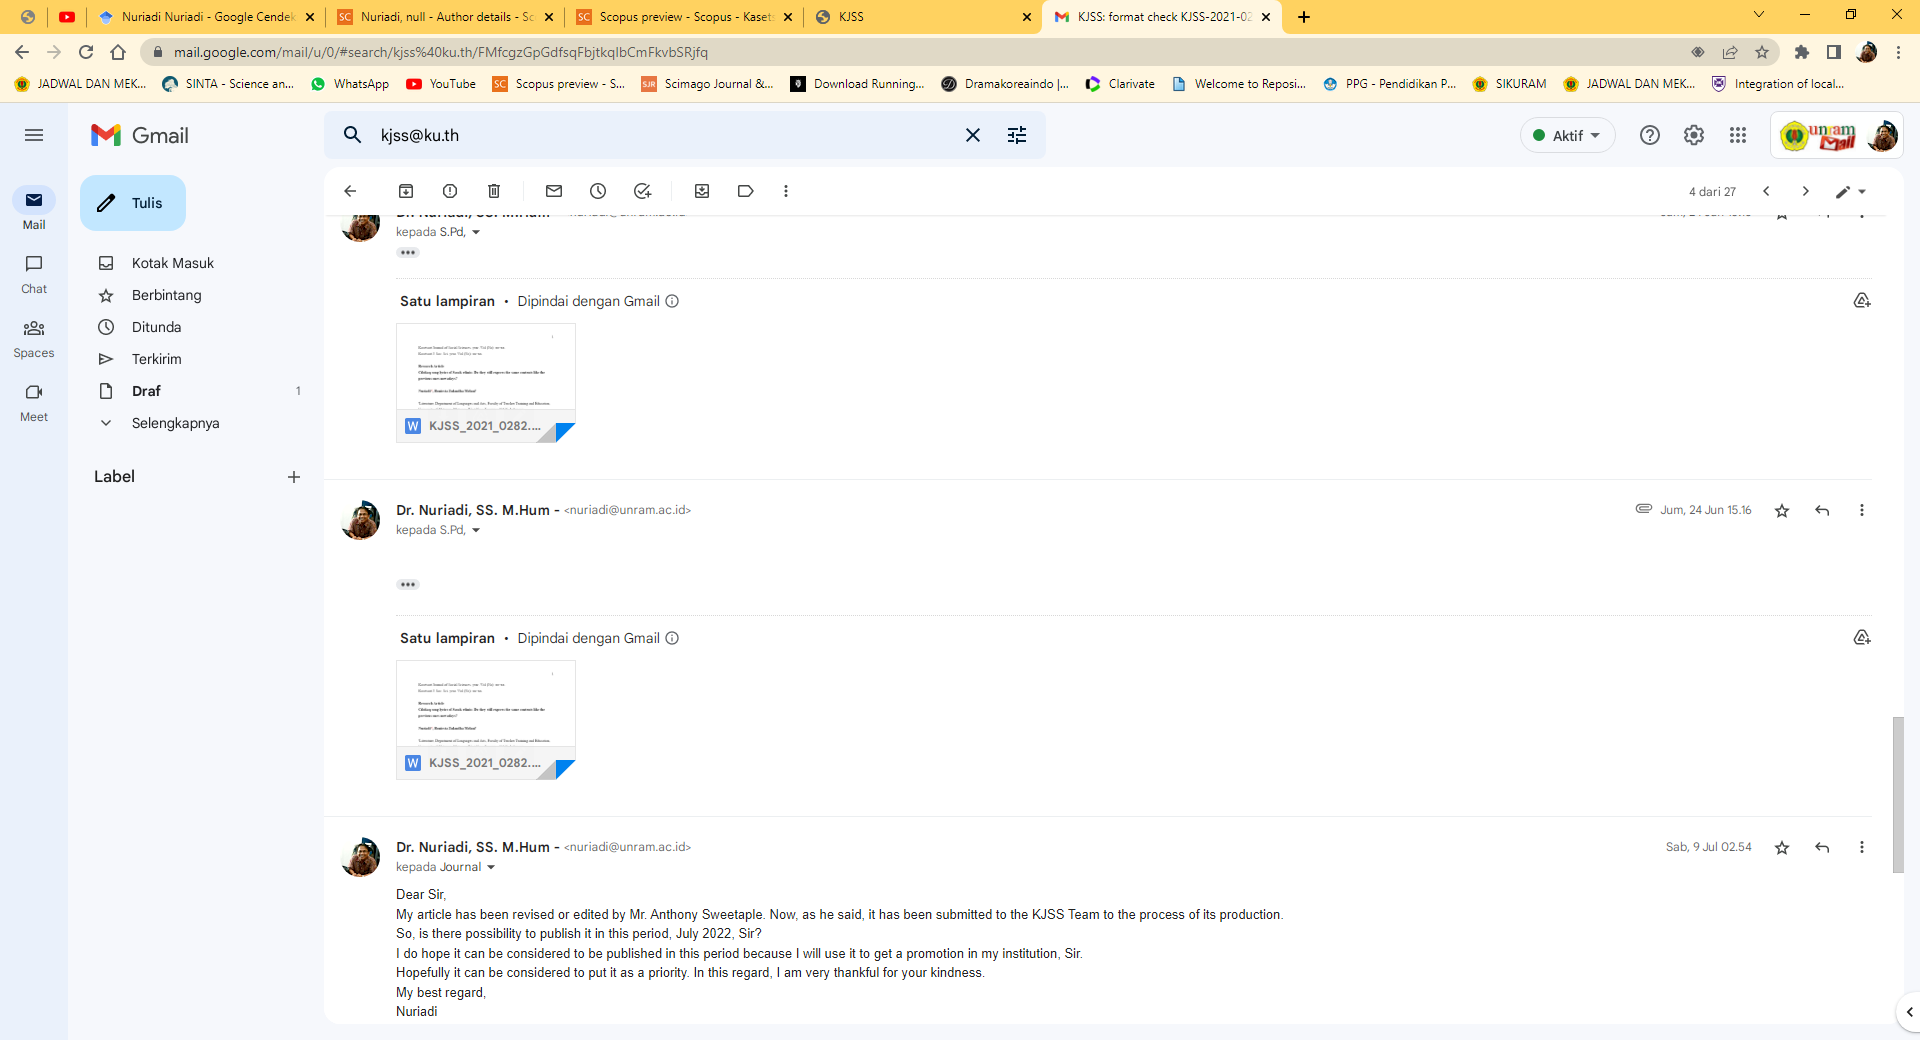 Nuriadi Nuriadi - Google Cendek
Nuriadi, null - Author details - Sc
Scopus preview - Scopus - Kaset
KJSS
KJSS: format check KJSS-2021-02
mail.google.com/mail/u/0/#search/kjss%40ku.th/FMfcgzGpGdfsqFbjtkqlbCmFkvbSRjfq
JADWAL DAN MEK... SINTA - Science an... WhatsApp YouTube Scopus preview - S... Scimago Journal &... Download Running... Dramakoreaindo |... Clarivate Welcome to Reposi... PPG - Pendidikan P... SIKURAM JADWAL DAN MEK... Integration of local...
Gmail
kjss@ku.th
Aktif
unram
Mail
Tulis
4 dari 27
Mail
Chat
Spaces
Meet
Kotak Masuk
Berbintang
Ditunda
Terkirim
Draf 1
Selengkapnya
Label
kepada S.Pd,
Satu lampiran • Dipindai dengan Gmail
Research Article
W KJSS_2021_0282....
Dr. Nuriadi, SS. M.Hum - <nuriadi@unram.ac.id>
Jum, 24 Jun 15.16
kepada S.Pd,
Satu lampiran • Dipindai dengan Gmail
Research Article
W KJSS_2021_0282....
Dr. Nuriadi, SS. M.Hum - <nuriadi@unram.ac.id>
Sab, 9 Jul 02.54
kepada Journal
Dear Sir,
My article has been revised or edited by Mr. Anthony Sweetaple. Now, as he said, it has been submitted to the KJSS Team to the process of its production.
So, is there possibility to publish it in this period, July 2022, Sir?
I do hope it can be considered to be published in this period because I will use it to get a promotion in my institution, Sir.
Hopefully it can be considered to put it as a priority. In this regard, I am very thankful for your kindness.
My best regard,
Nuriadi